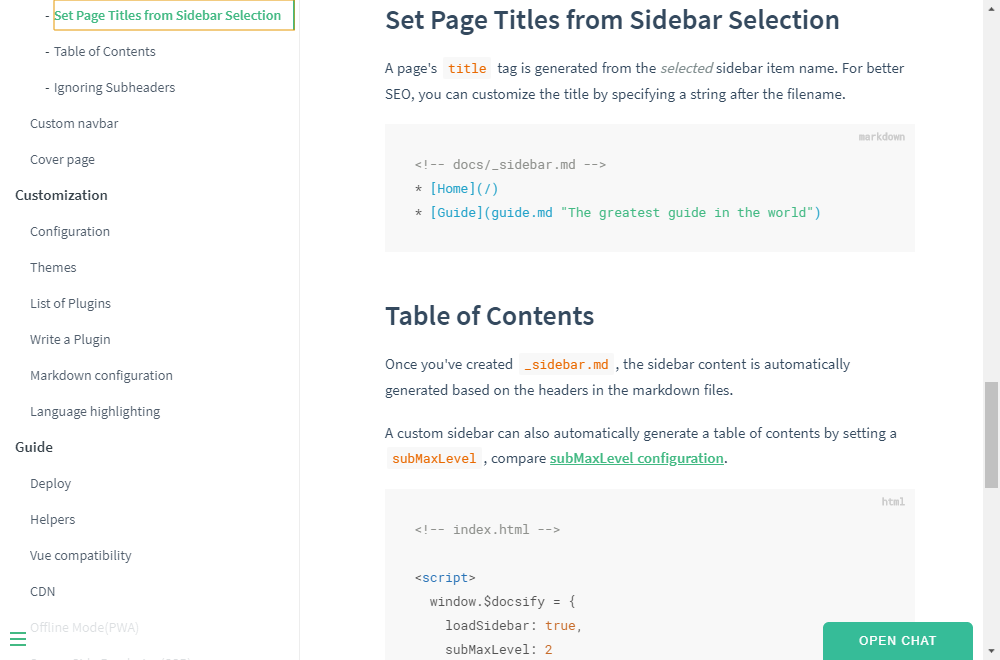 - Set Page Titles from Sidebar Selection
- Table of Contents
- Ignoring Subheaders
Custom navbar
Cover page
Customization
Configuration
Themes
List of Plugins
Write a Plugin
Markdown configuration
Language highlighting
Guide
Deploy
Helpers
Vue compatibility
CDN
Offline Mode(PWA)
Set Page Titles from Sidebar Selection
A page's title tag is generated from the selected sidebar item name. For better
SEO, you can customize the title by specifying a string after the filename.
markdown
<!-- docs/_sidebar.md -->
* [Home](/)
* [Guide](guide.md "The greatest guide in the world")
Table of Contents
Once you've created _sidebar.md , the sidebar content is automatically
generated based on the headers in the markdown files.
A custom sidebar can also automatically generate a table of contents by setting a
subMaxLevel , compare subMaxLevel configuration.
html
<!-- index.html -->
<script>
window.$docsify = {
loadSidebar: true,
subMaxLevel: 2
OPEN CHAT